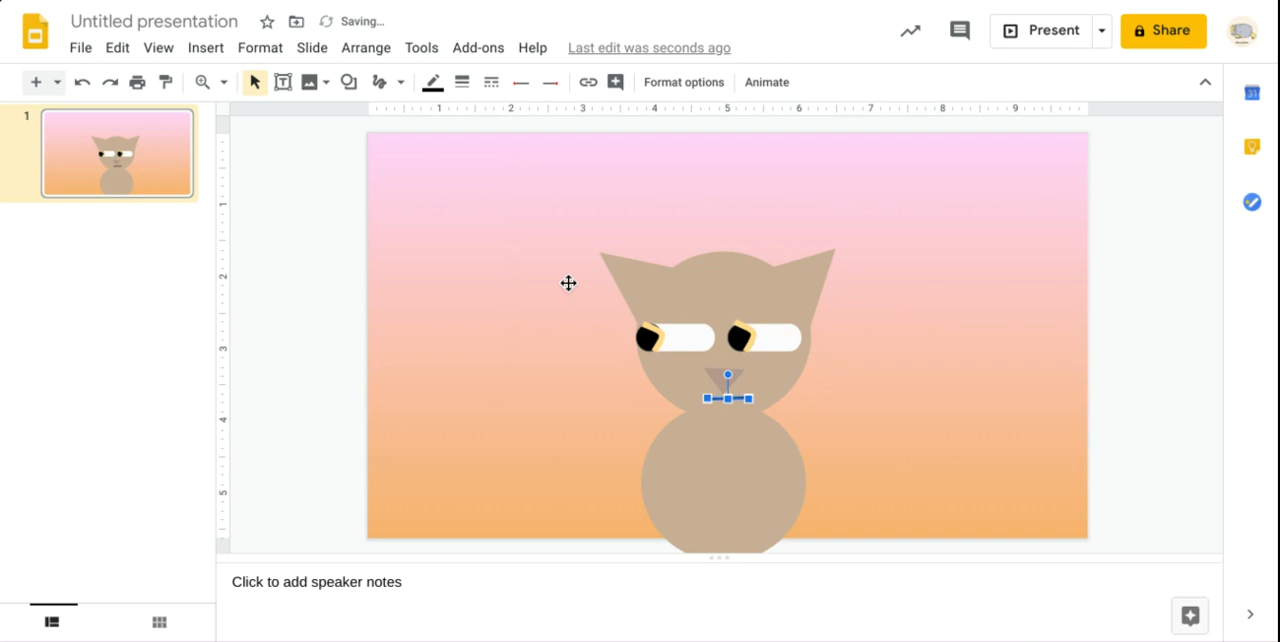 Untitled presentation Saving...
File Edit View Insert Format Slide Arrange Tools Add-ons Help Last edit was seconds ago
Present
Share
Format options Animate
1 2 3 4 5 6 7 8 9
1
1
2
3
4
5
31
Click to add speaker notes